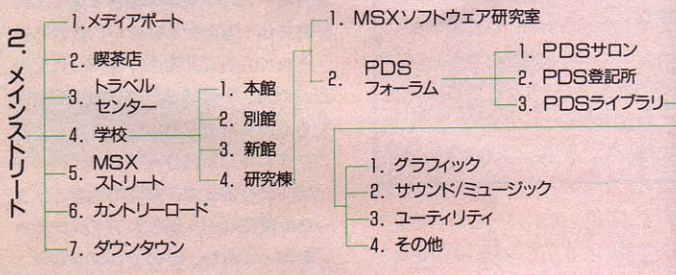 2. メインストリート
1. メディアポート
2. 喫茶店
3. トラベル
センター
4. 学校
5. MSX
ストリート
6. カントリーロード
7. ダウンタウン
1. 本館
2. 別館
3. 新館
4. 研究棟
1. MSXソフトウェア研究室
2. PDS
フォーラム
1. PDSサロン
2. PDS登記所
3. PDSライブラリ
1. グラフィック
2. サウンド/ミュージック
3. ユーティリティ
4. その他